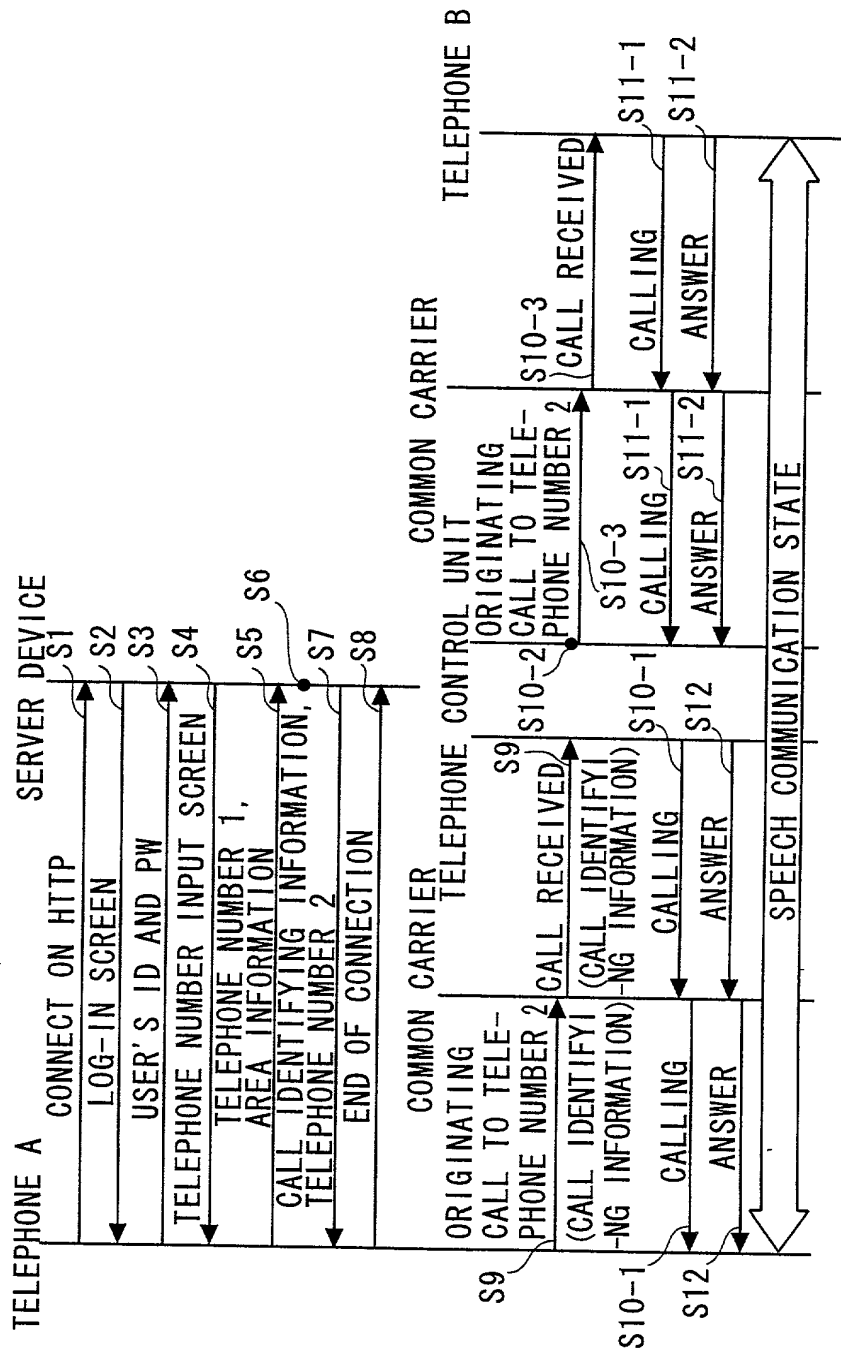 TELEPHONE A
SERVER DEVICE
CONNECT ON HTTP
S1
LOG-IN SCREEN
S2
USER'S ID AND PW
S3
TELEPHONE NUMBER INPUT SCREEN
S4
TELEPHONE NUMBER 1,
AREA INFORMATION
S5
S6
CALL IDENTIFYING INFORMATION,
TELEPHONE NUMBER 2
S7
END OF CONNECTION
S8
COMMON CARRIER
TELEPHONE CONTROL UNIT
COMMON CARRIER
TELEPHONE B
ORIGINATING
CALL TO TELE-
PHONE NUMBER 2
(CALL IDENTIFYI
-NG INFORMATION)
S9
CALL RECEIVED
(CALL IDENTIFYI
-NG INFORMATION)
S9
S10-2
ORIGINATING
CALL TO TELE-
PHONE NUMBER 2
S10-3
S10-3
CALL RECEIVED
S10-1
CALLING
CALLING
S10-1
CALLING
S11-1
CALLING
S11-1
S12
ANSWER
ANSWER
S12
ANSWER
S11-2
ANSWER
S11-2
SPEECH COMMUNICATION STATE